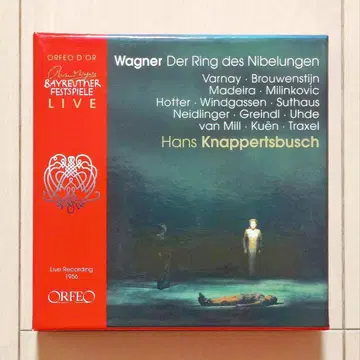 ORFEO D'OR
BAYREUTHER
FESTSPIELE
LIVE
Wagner Der Ring des Nibelungen
Varnay · Brouwenstijn
Madeira · Milinkovic
Hotter · Windgassen · Suthaus
Neidlinger · Greindl · Uhde
van Mill · Kuën · Traxel
Hans Knappertsbusch
Live Recording
1956
ORFEO